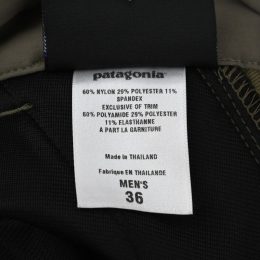 patagonia
60% NYLON 29% POLYESTER 11%
SPANDEX
EXCLUSIVE OF TRIM
60% POLYAMIDE 29% POLYESTER
11% ELASTHANNE
A PART LA GARNITURE
Made in THAILAND
Fabriqué EN THAILANDE
MEN'S
36